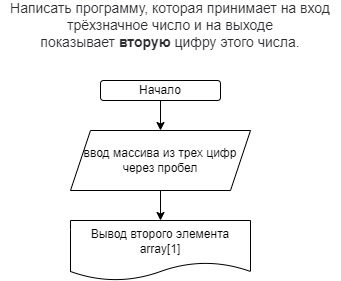 Написать программу, которая принимает на вход
трёхзначное число и на выходе
показывает вторую цифру этого числа.
Начало
ввод массива из трех цифр
через пробел
Вывод второго элемента
array[1]